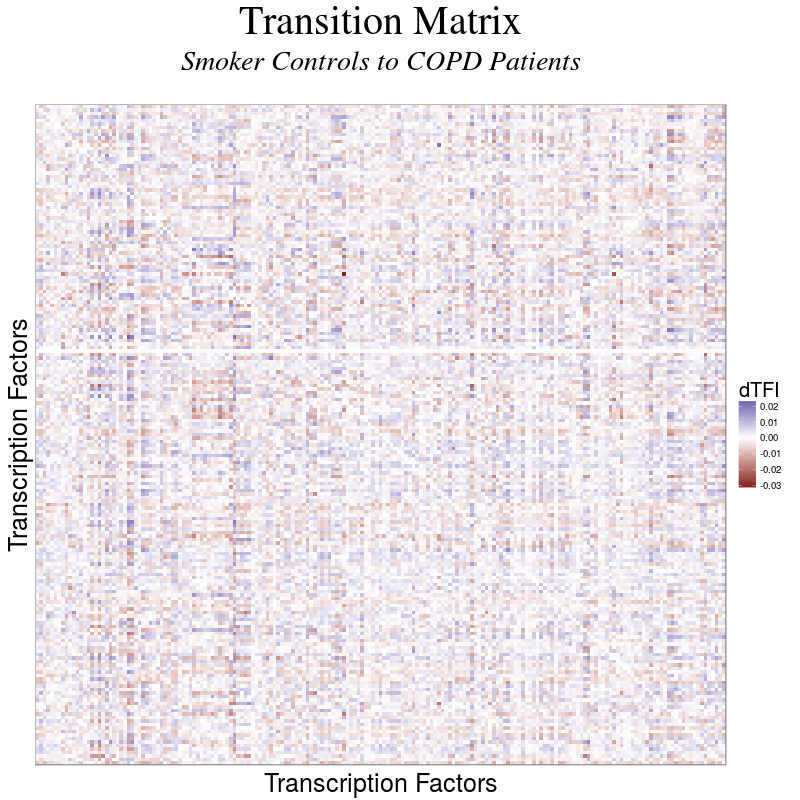 Transition Matrix
Smoker Controls to COPD Patients
Transcription Factors
dTFI
0.02
0.01
0.00
-0.01
-0.02
-0.03
Transcription Factors